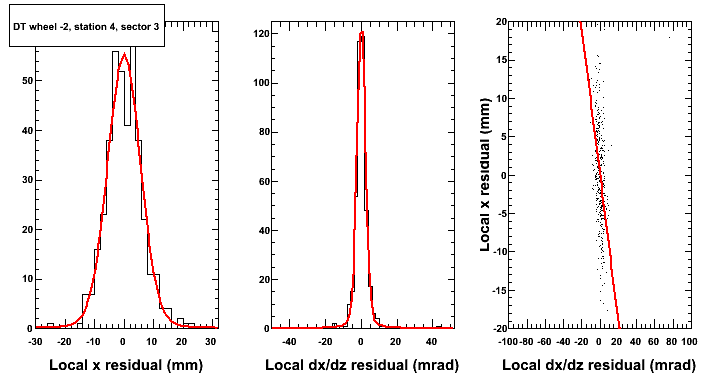 DT wheel -2, station 4, sector 3
50
40
30
20
10
0
-30 -20 -10 0 10 20 30
Local x residual (mm)
120
100
80
60
40
20
0
-40 -20 0 20 40
Local dx/dz residual (mrad)
Local x residual (mm)
20
15
10
5
0
-5
-10
-15
-20
-100 -80 -60 -40 -20 0 20 40 60 80 100
Local dx/dz residual (mrad)